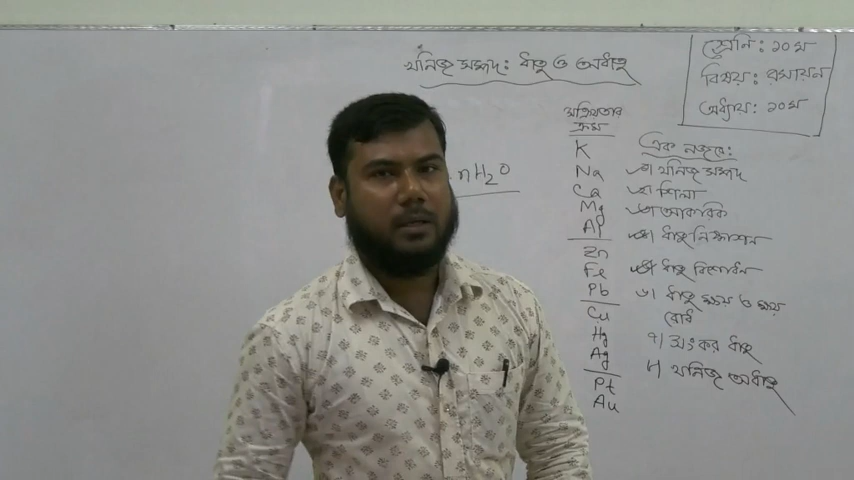 খনিজ সম্পদ: ধাতু ও অধাতু
শ্রেণি: ১০ম
বিষয়: রসায়ন
অধ্যায়: ১০ম
.nH₂O
সক্রিয়তার
ক্রম
K
Na
Ca
Mg
Al
Zn
Fe
Pb
Cu
Hg
Ag
Pt
Au
এক নজরে:
১। খনিজ সম্পদ
২। শিলা
৩। আকরিক
৪। ধাতু নিষ্কাশন
৫। ধাতু বিশোধন
৬। ধাতু ক্ষয় ও ক্ষয়
রোধ
৭। সংকর ধাতু
৮। খনিজ অধাতু